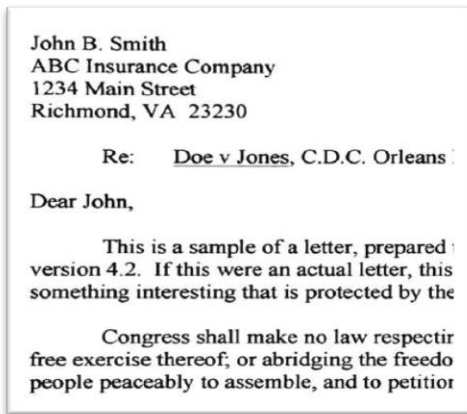 John B. Smith
ABC Insurance Company
1234 Main Street
Richmond, VA 23230
Re: Doe v Jones, C.D.C. Orleans
Dear John,
This is a sample of a letter, prepared
version 4.2. If this were an actual letter, this
something interesting that is protected by the
Congress shall make no law
free exercise thereof; or abridging the
people peaceably to assemble, and to